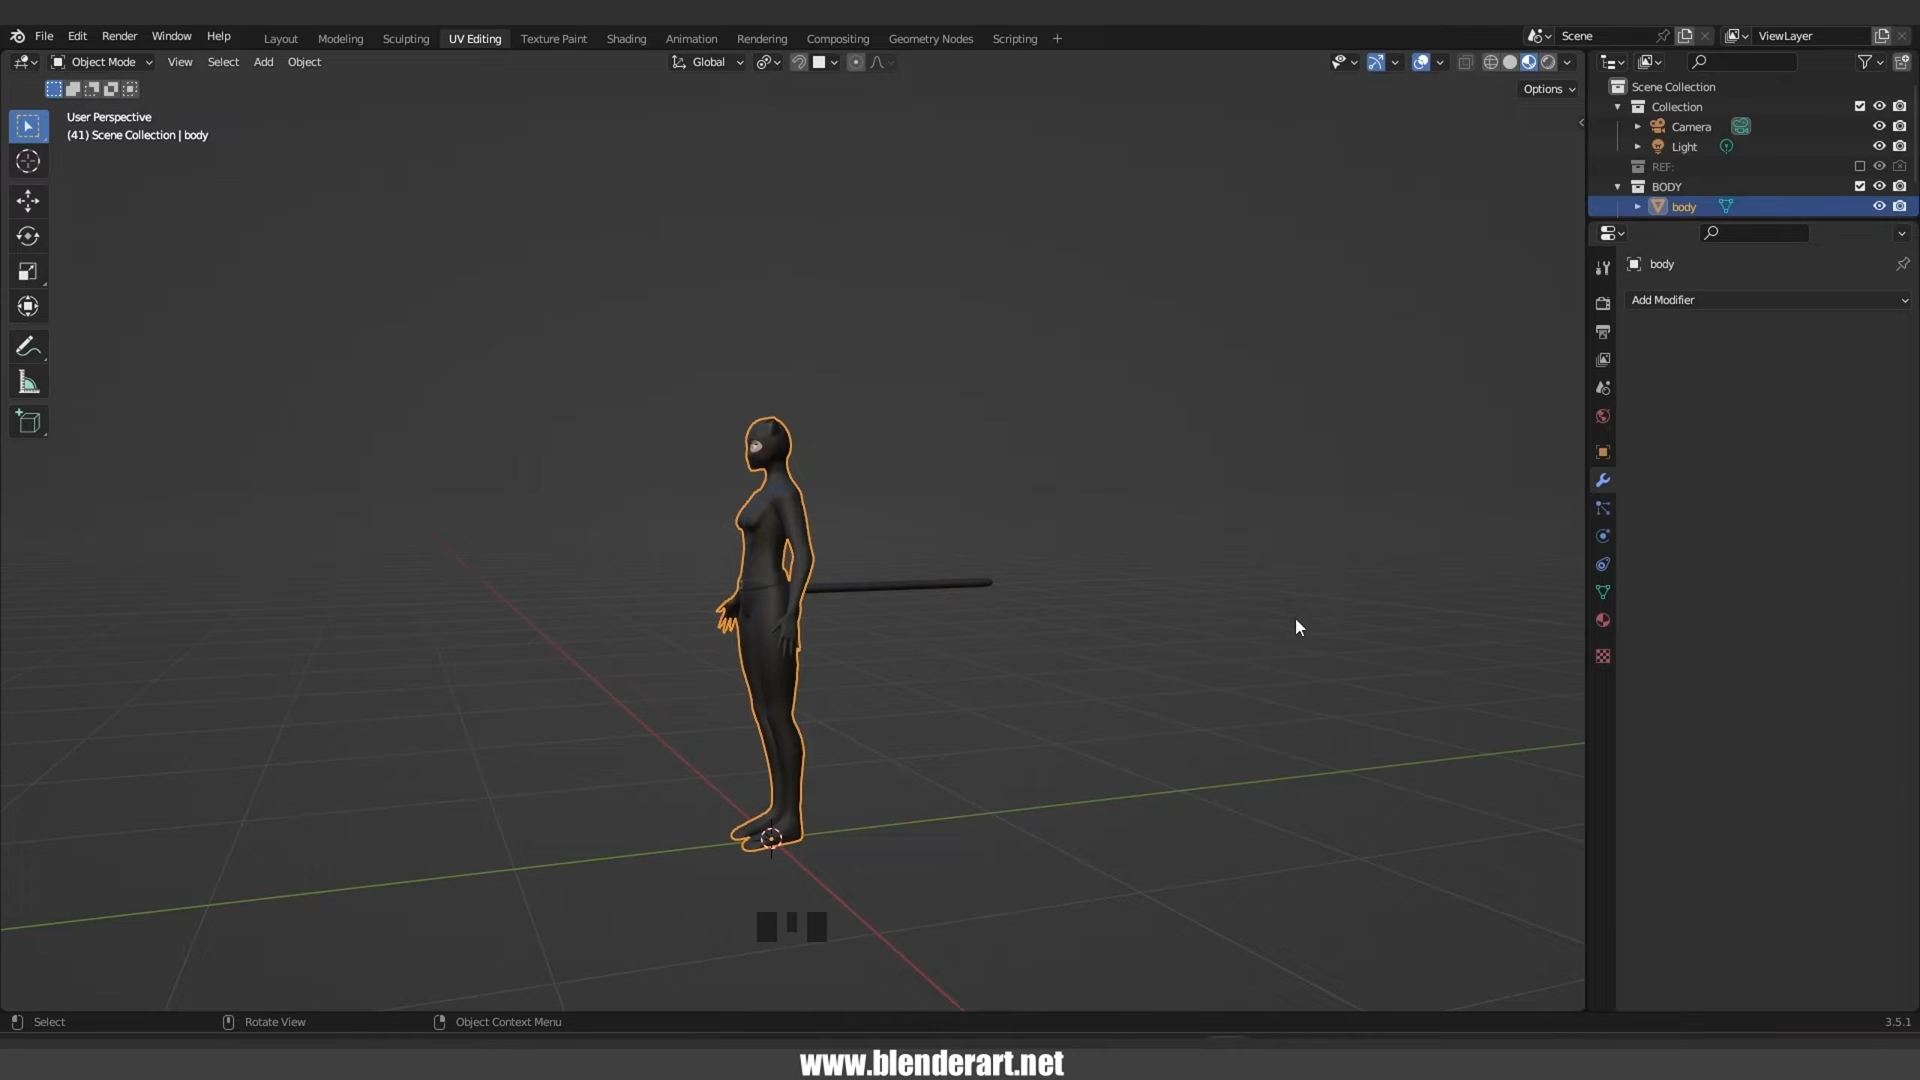 File Edit Render Window Help Layout Modeling Sculpting UV Editing Texture Paint Shading Animation Rendering Compositing Geometry Nodes Scripting + Scene ViewLayer
Object Mode View Select Add Object Global
Options
User Perspective
(41) Scene Collection | body
Scene Collection
Collection
Camera
Light
REF:
BODY
body
body
Add Modifier
Select Rotate View Object Context Menu 3.5.1
www.blenderart.net